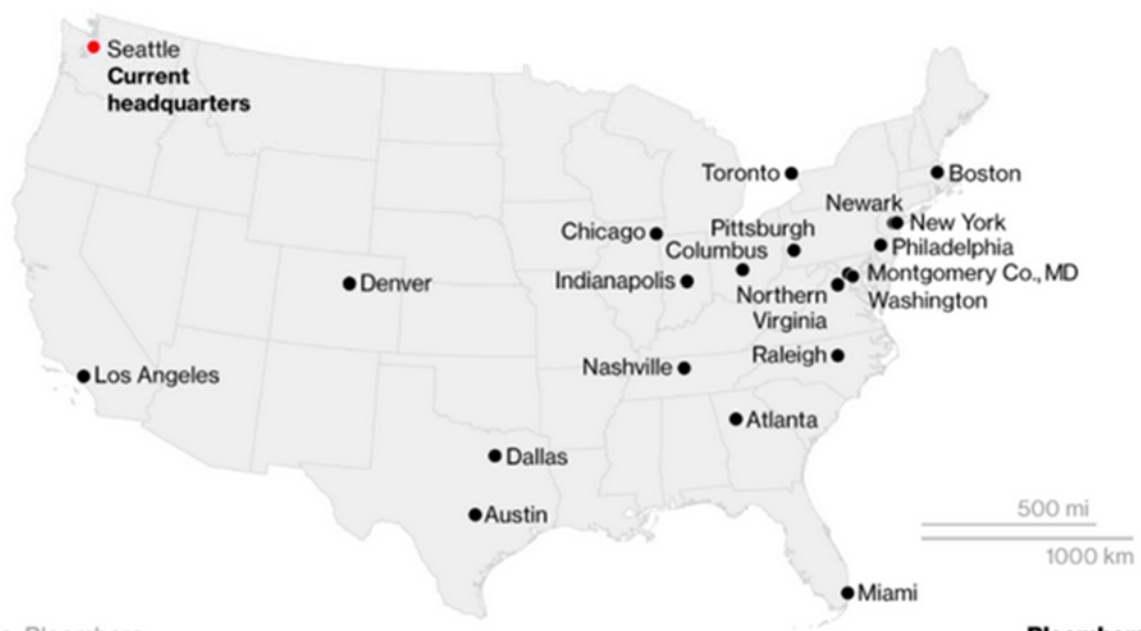 Seattle
Current
headquarters
Toronto
Boston
Newark
New York
Pittsburgh
Chicago
Columbus
Philadelphia
Montgomery Co., MD
Indianapolis
Denver
Northern
Virginia
Washington
Raleigh
Nashville
Los Angeles
Atlanta
Dallas
500 mi
Austin
1000 km
Miami